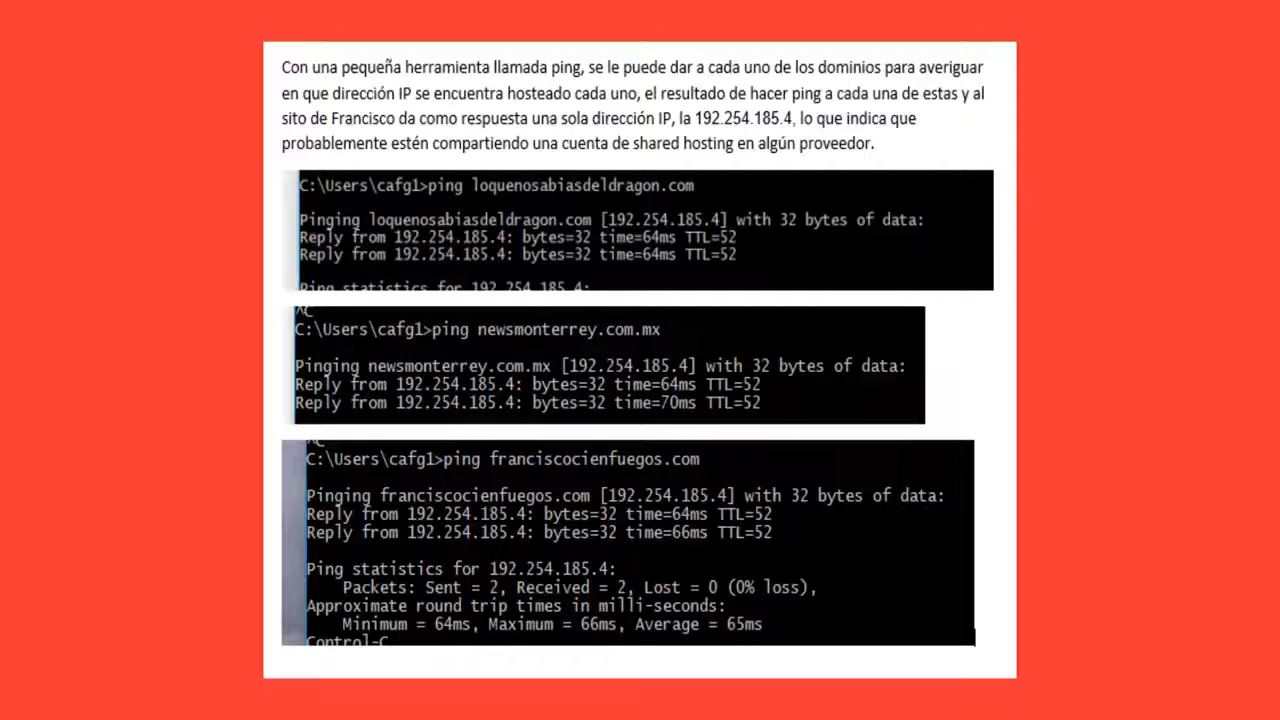 Con una pequeña herramienta llamada ping, se le puede dar a cada uno de los dominios para averiguar
en que dirección IP se encuentra hosteado cada uno, el resultado de hacer ping a cada una de estas y al
sito de Francisco da como respuesta una sola dirección IP, la 192.254.185.4, lo que indica que
probablemente estén compartiendo una cuenta de shared hosting en algún proveedor.
C:\Users\cafg1>ping loquenosabiasdeldragon.com
Pinging loquenosabiasdeldragon.com [192.254.185.4] with 32 bytes of data:
Reply from 192.254.185.4: bytes=32 time=64ms TTL=52
Reply from 192.254.185.4: bytes=32 time=64ms TTL=52
Ping statistics for 192.254.185.4:
^C
C:\Users\cafg1>ping newsmonterrey.com.mx
Pinging newsmonterrey.com.mx [192.254.185.4] with 32 bytes of data:
Reply from 192.254.185.4: bytes=32 time=64ms TTL=52
Reply from 192.254.185.4: bytes=32 time=70ms TTL=52
^C
C:\Users\cafg1>ping franciscocienfuegos.com
Pinging franciscocienfuegos.com [192.254.185.4] with 32 bytes of data:
Reply from 192.254.185.4: bytes=32 time=64ms TTL=52
Reply from 192.254.185.4: bytes=32 time=66ms TTL=52
Ping statistics for 192.254.185.4:
Packets: Sent = 2, Received = 2, Lost = 0 (0% loss),
Approximate round trip times in milli-seconds:
Minimum = 64ms, Maximum = 66ms, Average = 65ms
Control-C